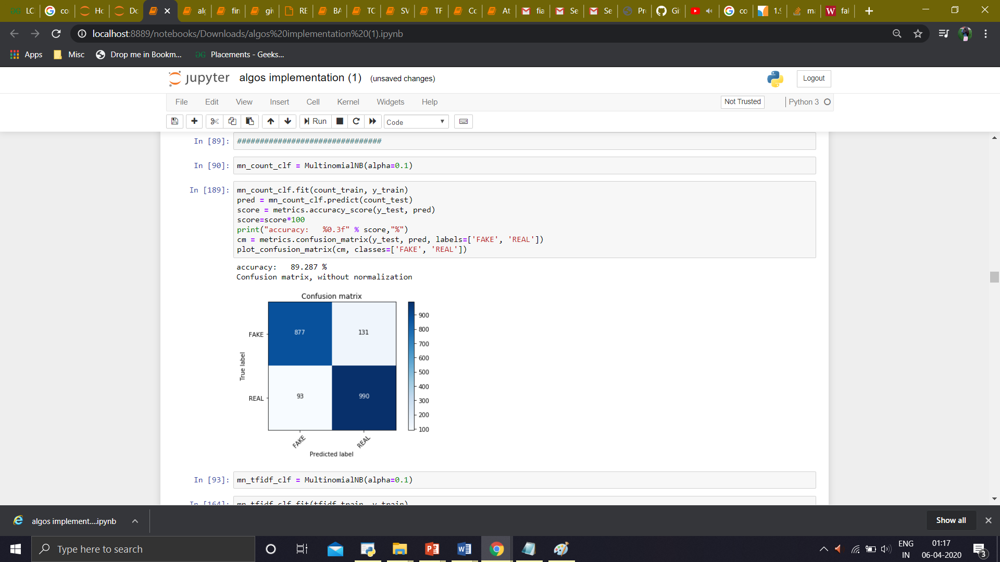 LC
co
Ho
Do
alg
fin
giv
RE
BA
TC
SV
TF
Cc
At
fia
Se
Se
Pr
Gi
co
1.9
m
fal
localhost:8889/notebooks/Downloads/algos%20implementation%20(1).ipynb
Apps
Misc
Drop me in Bookm...
Placements - Geeks...
jupyter algos implementation (1) (unsaved changes)
Logout
File Edit View Insert Cell Kernel Widgets Help
Not Trusted
Python 3
Run
Code
In [89]: ################################
In [90]: mn_count_clf = MultinomialNB(alpha=0.1)
In [189]: mn_count_clf.fit(count_train, y_train)
pred = mn_count_clf.predict(count_test)
score = metrics.accuracy_score(y_test, pred)
score=score*100
print("accuracy:   %0.3f" % score,"%")
cm = metrics.confusion_matrix(y_test, pred, labels=['FAKE', 'REAL'])
plot_confusion_matrix(cm, classes=['FAKE', 'REAL'])
accuracy:   89.287 %
Confusion matrix, without normalization
Confusion matrix
FAKE
877
131
REAL
93
990
True label
FAKE
REAL
Predicted label
900
800
700
600
500
400
300
200
100
In [93]: mn_tfidf_clf = MultinomialNB(alpha=0.1)
In [164]: mn_tfidf_clf.fit(tfidf_train, y_train)
algos implement....ipynb
Show all
Type here to search
ENG
IN
01:17
06-04-2020
3